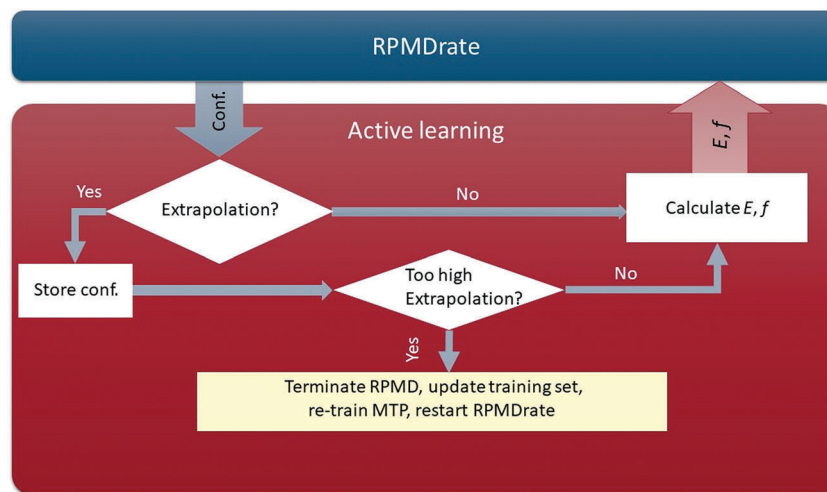 RPMDrate
Conf.
E, f
Active learning
Yes
Extrapolation?
No
Calculate E, f
Store conf.
Too high
Extrapolation?
No
Yes
Terminate RPMD, update training set,
re-train MTP, restart RPMDrate